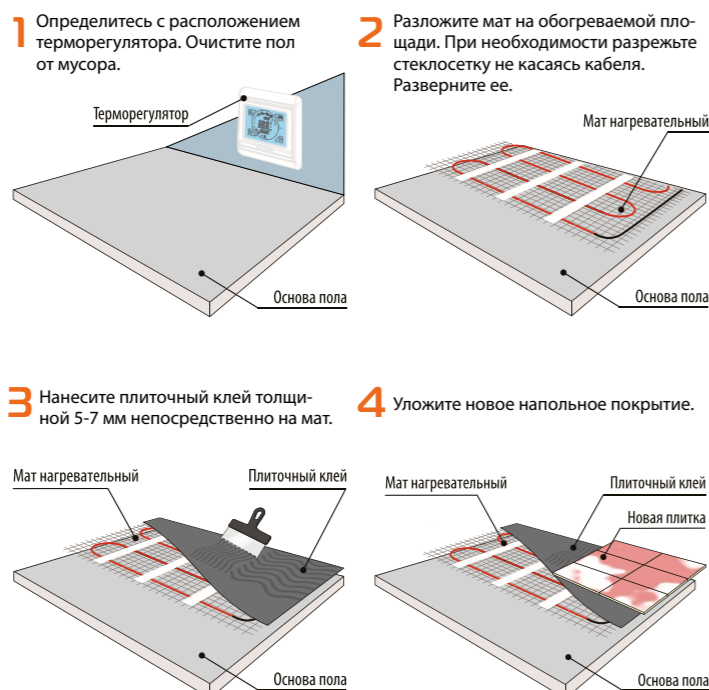 1 Определитесь с расположением
терморегулятора. Очистите пол
от мусора.
Терморегулятор
Основа пола
2 Разложите мат на обогреваемой пло-
щади. При необходимости разрежьте
стеклосетку не касаясь кабеля.
Разверните ее.
Мат нагревательный
Основа пола
3 Нанесите плиточный клей толщи-
ной 5-7 мм непосредственно на мат.
Мат нагревательный
Плиточный клей
Основа пола
4 Уложите новое напольное покрытие.
Мат нагревательный
Плиточный клей
Новая плитка
Основа пола